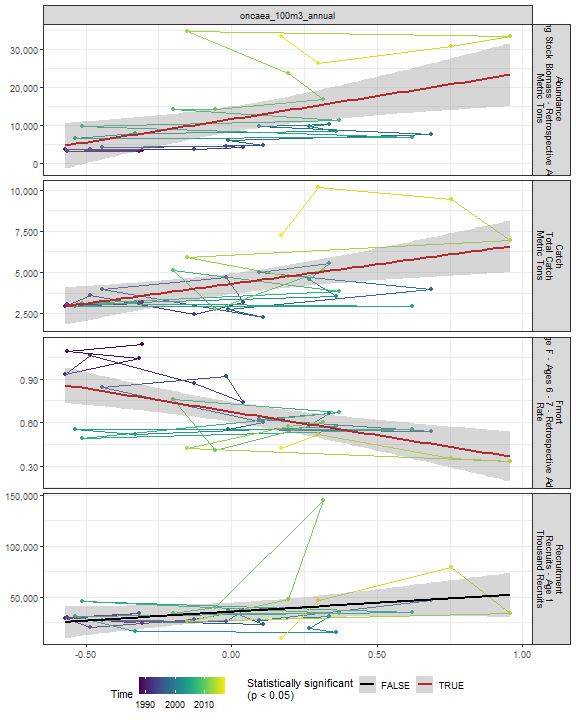 oncaea_100m3_annual
30,000
20,000
10,000
0
Abundance
Stock Biomass - Retrospective
Metric Tons
10,000
7,500
5,000
2,500
Catch
Total Catch
Metric Tons
0.90
0.60
0.30
Fmort
F - Ages 6 - 7 - Retrospective
Rate
150,000
100,000
50,000
Recruitment
Recruits - Age 1
Thousand Recruits
-0.50
0.00
0.50
1.00
Time
1990 2000 2010
Statistically significant
(p < 0.05)
FALSE
TRUE